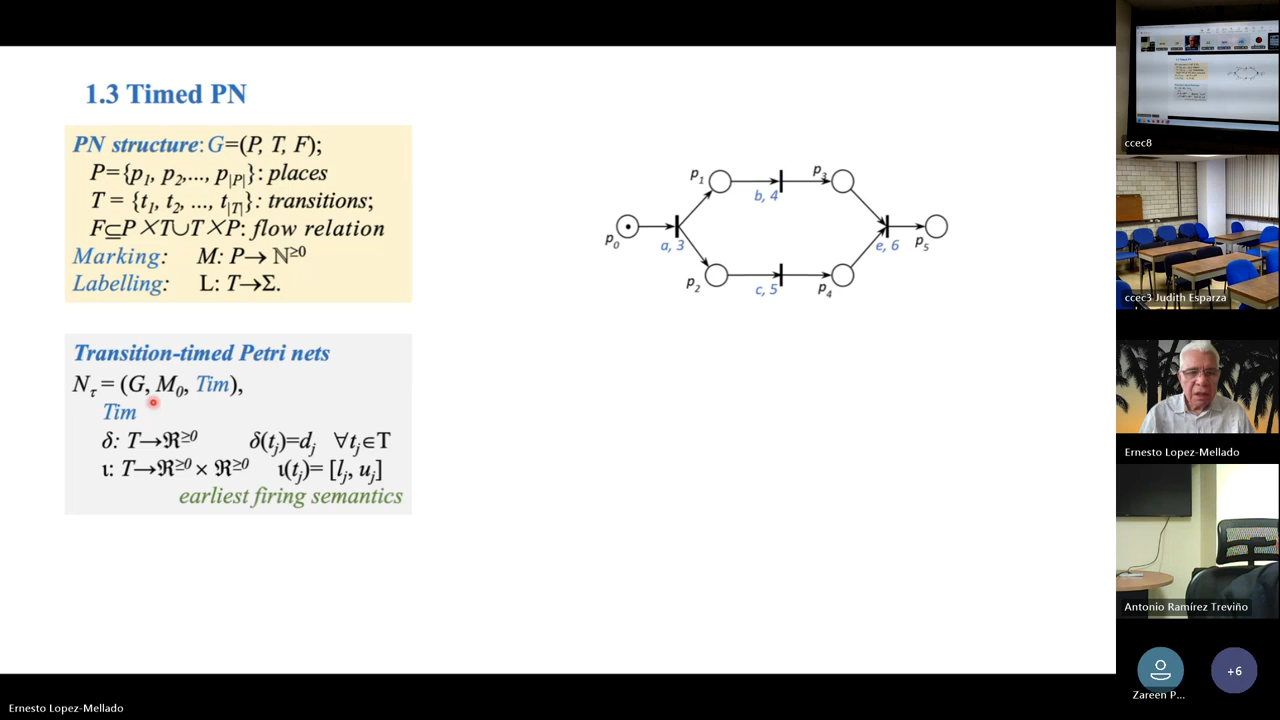 1.3 Timed PN
PN structure: G=(P, T, F);
P={p1, p2,..., p|P|}: places
T = {t1, t2, ..., t|T|}: transitions;
F⊆P×T∪T×P: flow relation
Marking: M: P→ ℕ≥0
Labelling: L: T→Σ.
Transition-timed Petri nets
Nτ = (G, M0, Tim),
Tim
δ: T→ℜ≥0 δ(tj)=dj ∀tj∈T
ι: T→ℜ≥0 × ℜ≥0 ι(tj)= [lj, uj]
earliest firing semantics
p0
a, 3
p1
b, 4
p3
p2
c, 5
p4
e, 6
p5
ccec8
ccec3 Judith Esparza
Ernesto Lopez-Mellado
Antonio Ramírez Treviño
Zareen P...
+6
Ernesto Lopez-Mellado